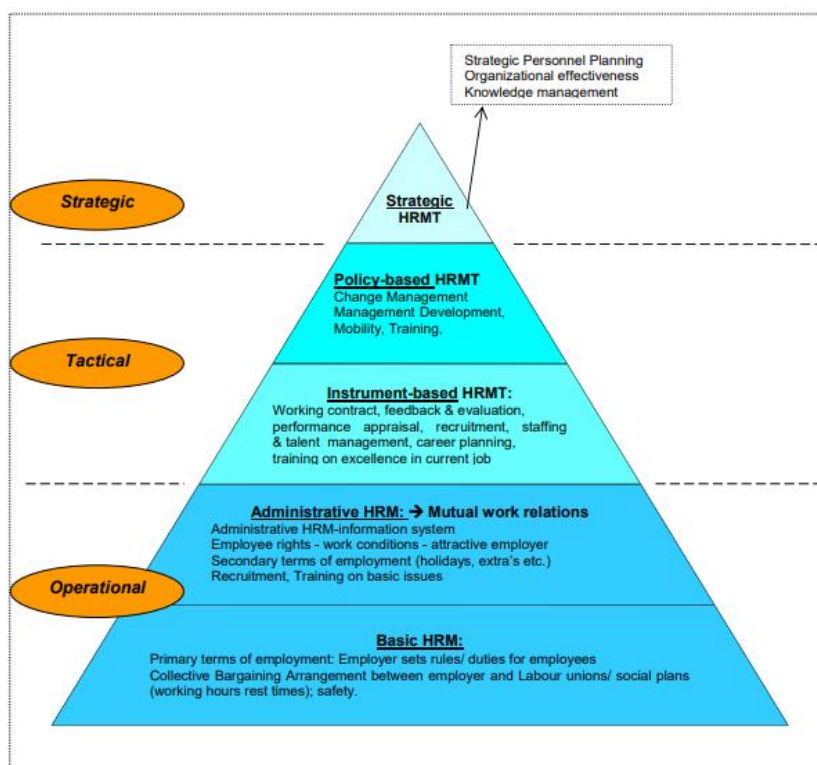 Strategic Personnel Planning
Organizational effectiveness
Knowledge management
Strategic
Strategic
HRMT
Policy-based HRMT
Change Management
Management Development,
Mobility, Training,
Tactical
Instrument-based HRMT:
Working contract, feedback & evaluation,
performance appraisal, recruitment, staffing
& talent management, career planning,
training on excellence in current job
Administrative HRM: ➔ Mutual work relations
Administrative HRM-information system
Employee rights - work conditions - attractive employer
Secondary terms of employment (holidays, extra's etc.)
Recruitment, Training on basic issues
Operational
Basic HRM:
Primary terms of employment: Employer sets rules/ duties for employees
Collective Bargaining Arrangement between employer and Labour unions/ social plans
(working hours rest times); safety.